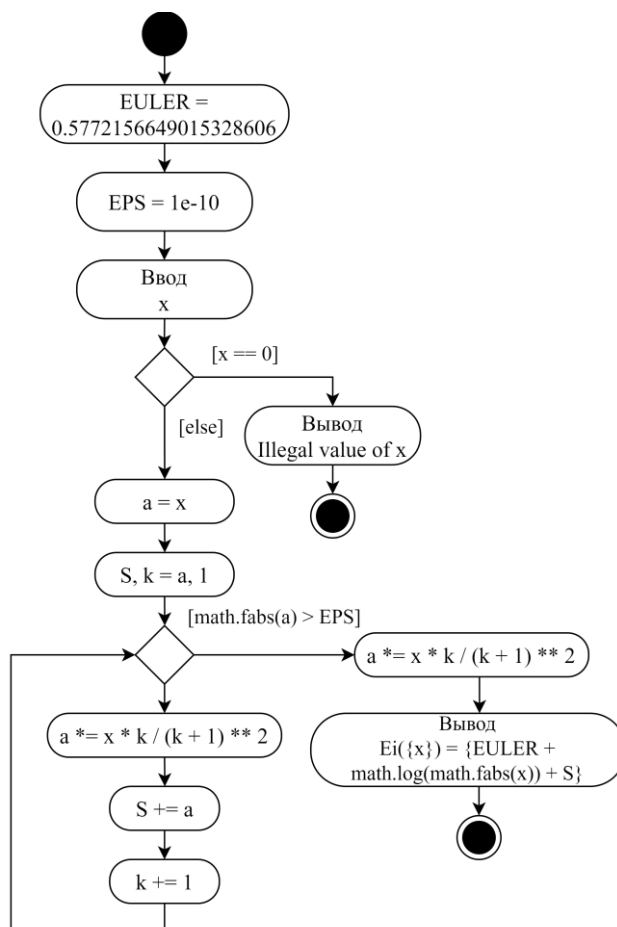 EULER =
0.5772156649015328606
EPS = 1e-10
Ввод
x
[x == 0]
[else]
Вывод
Illegal value of x
a = x
S, k = a, 1
[math.fabs(a) > EPS]
a *= x * k / (k + 1) ** 2
a *= x * k / (k + 1) ** 2
Вывод
Ei({x}) = {EULER +
math.log(math.fabs(x)) + S}
S += a
k += 1